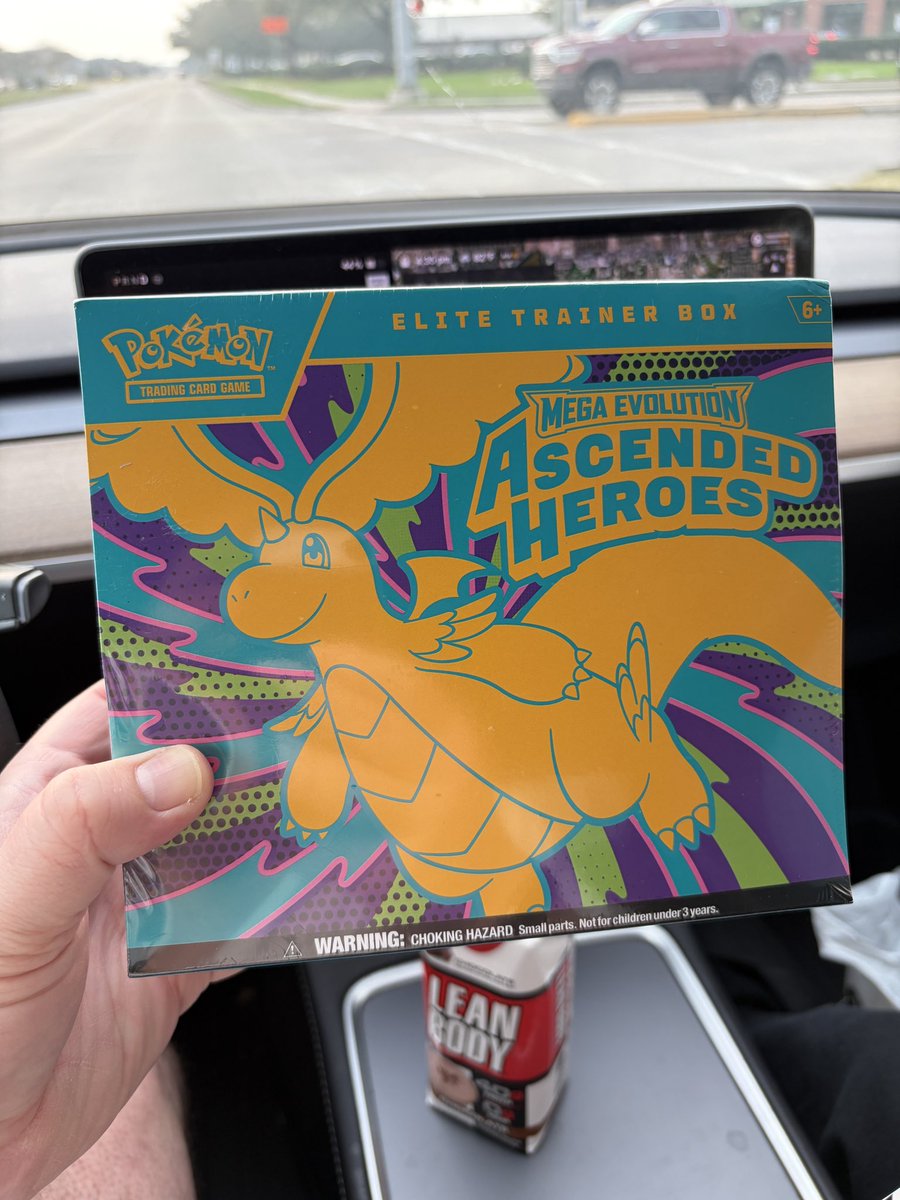 Pokémon™
TRADING CARD GAME
ELITE TRAINER BOX
6+
MEGA EVOLUTION
ASCENDED
HEROES
WARNING: CHOKING HAZARD Small parts. Not for children under 3 years.
LEAN
BODY